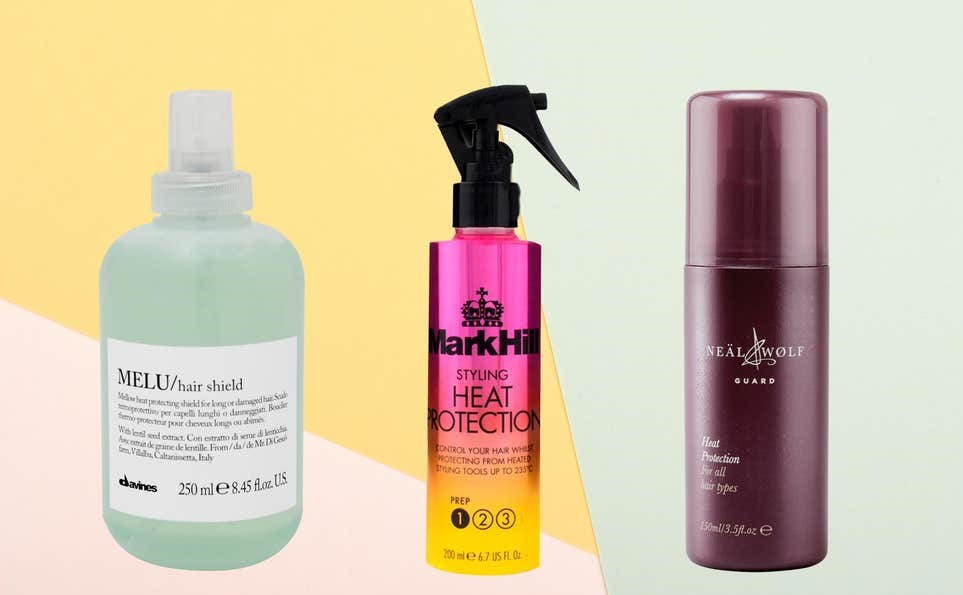 MELU/hair shield
Mellow heat protecting shield for long or damaged hair. Scudo
termoprotettivo per capelli lunghi o danneggiati. Bouclier
thermo-protecteur pour cheveux longs ou abîmés.
With lentil seed extract. Con estratto di seme di lenticchia.
Avec extrait de graine de lentille. From / da / de Mr. Di Gesù's
farm, Villalba, Caltanissetta, Italy
davines
250 ml ℮ 8.45 fl.oz. U.S.
MarkHill
STYLING
HEAT
PROTECTION
CONTROL YOUR HAIR WHILST
PROTECTING FROM HEATED
STYLING TOOLS UP TO 235°C
PREP
1 2 3
200 ml ℮ 6.7 US Fl. Oz.
NEÄL & WØLF
GUARD
Heat
Protection
For all
hair types
150ml/3.5fl.oz ℮